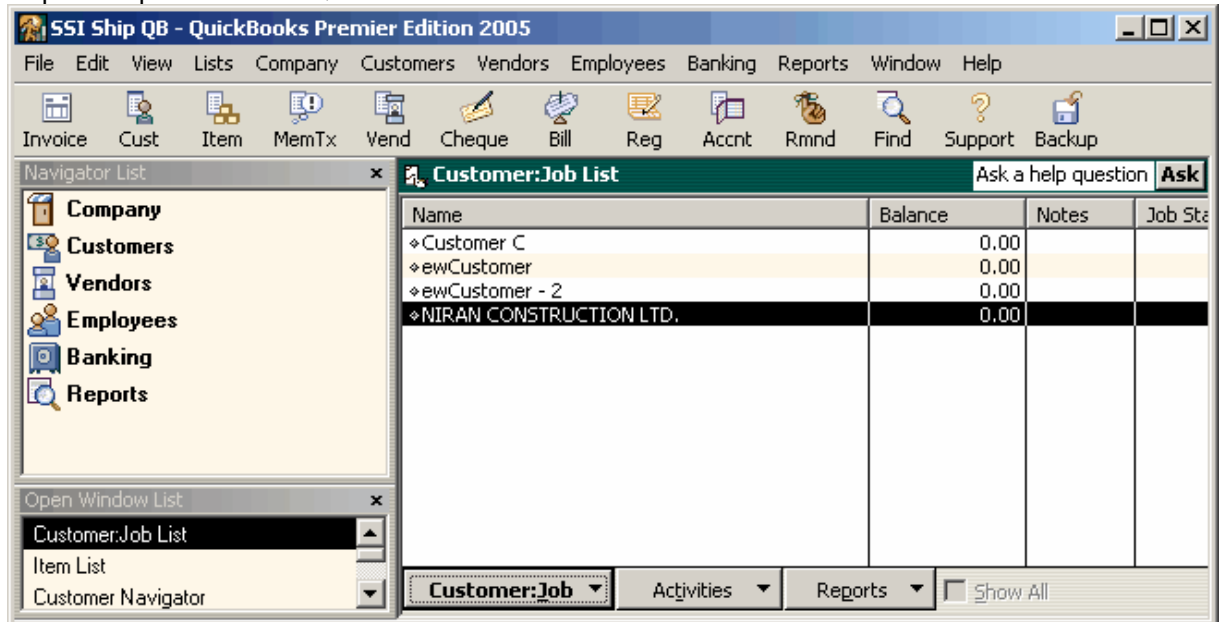 SSI Ship QB - QuickBooks Premier Edition 2005
File Edit View Lists Company Customers Vendors Employees Banking Reports Window Help
Invoice Cust Item MemTx Vend Cheque Bill Reg Accnt Rmnd Find Support Backup
Navigator List
Company
Customers
Vendors
Employees
Banking
Reports
Open Window List
Customer:Job List
Item List
Customer Navigator
Customer:Job List Ask a help question Ask
Name Balance Notes Job Sta
Customer C 0.00
ewCustomer 0.00
ewCustomer - 2 0.00
NIRAN CONSTRUCTION LTD. 0.00
Customer:Job Activities Reports Show All